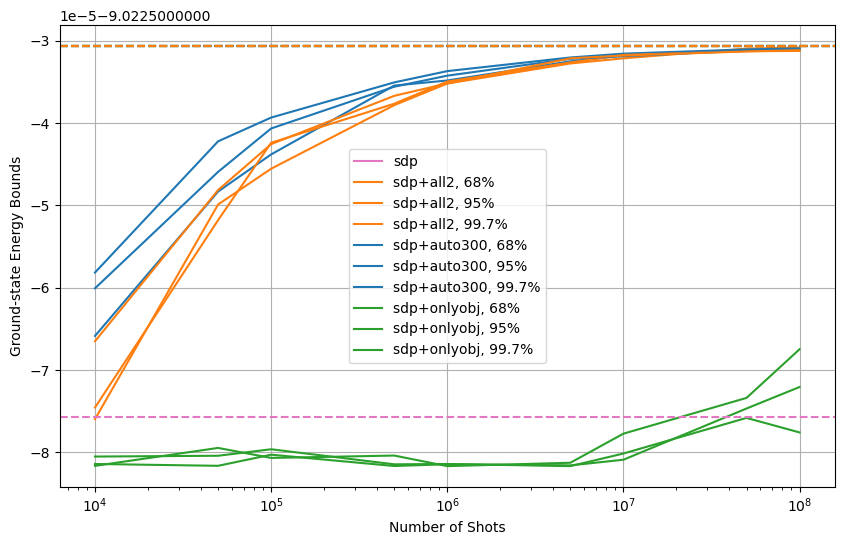 1e−5−9.0225000000
−3
−4
−5
−6
−7
−8
Ground-state Energy Bounds
sdp
sdp+all2, 68%
sdp+all2, 95%
sdp+all2, 99.7%
sdp+auto300, 68%
sdp+auto300, 95%
sdp+auto300, 99.7%
sdp+onlyobj, 68%
sdp+onlyobj, 95%
sdp+onlyobj, 99.7%
10⁴ 10⁵ 10⁶ 10⁷ 10⁸
Number of Shots